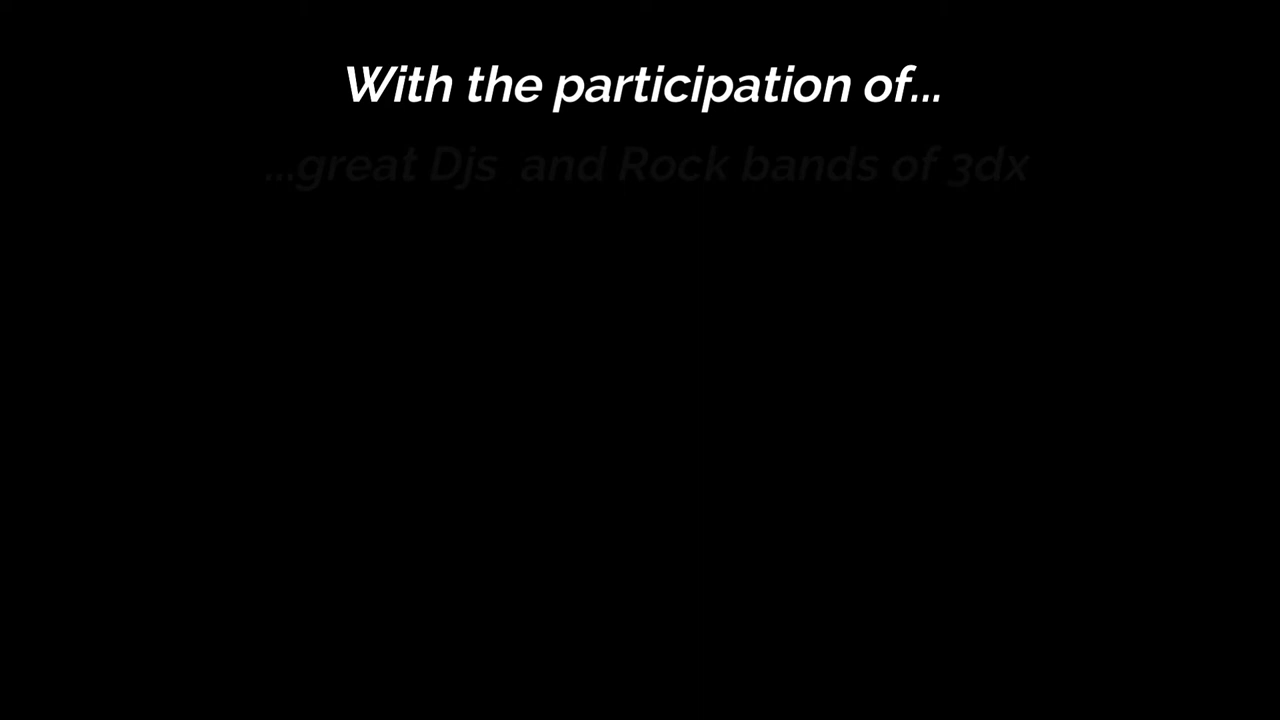 With the participation of...
...great Djs  and Rock bands of 3dx